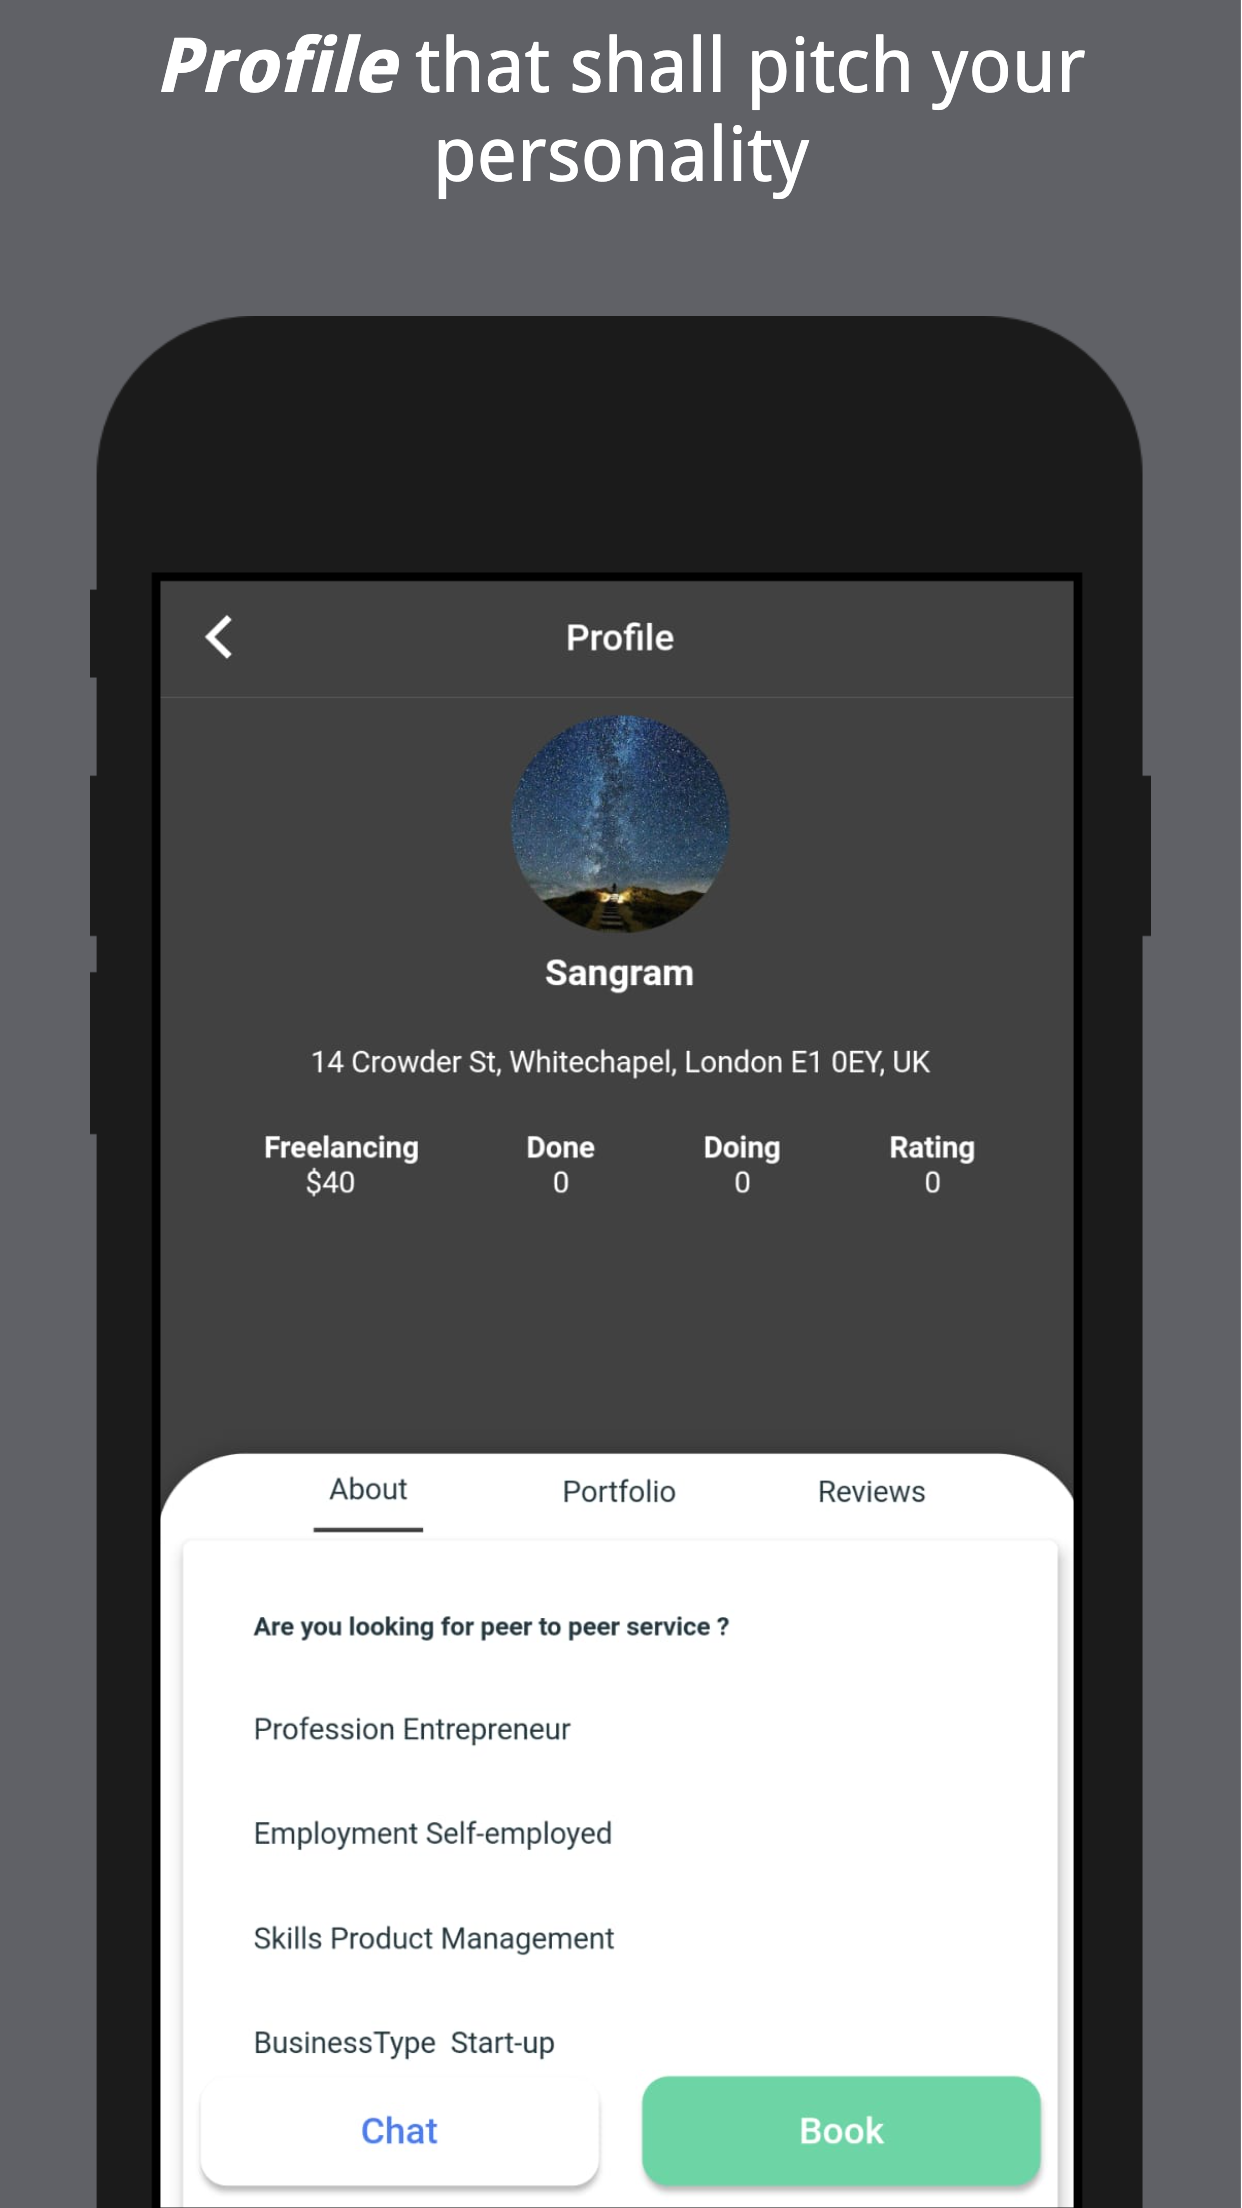 Profile that shall pitch your
personality
Profile
Sangram
14 Crowder St, Whitechapel, London E1 0EY, UK
Freelancing Done Doing Rating
$40 0 0 0
About Portfolio Reviews
Are you looking for peer to peer service ?
Profession Entrepreneur
Employment Self-employed
Skills Product Management
BusinessType  Start-up
Chat Book